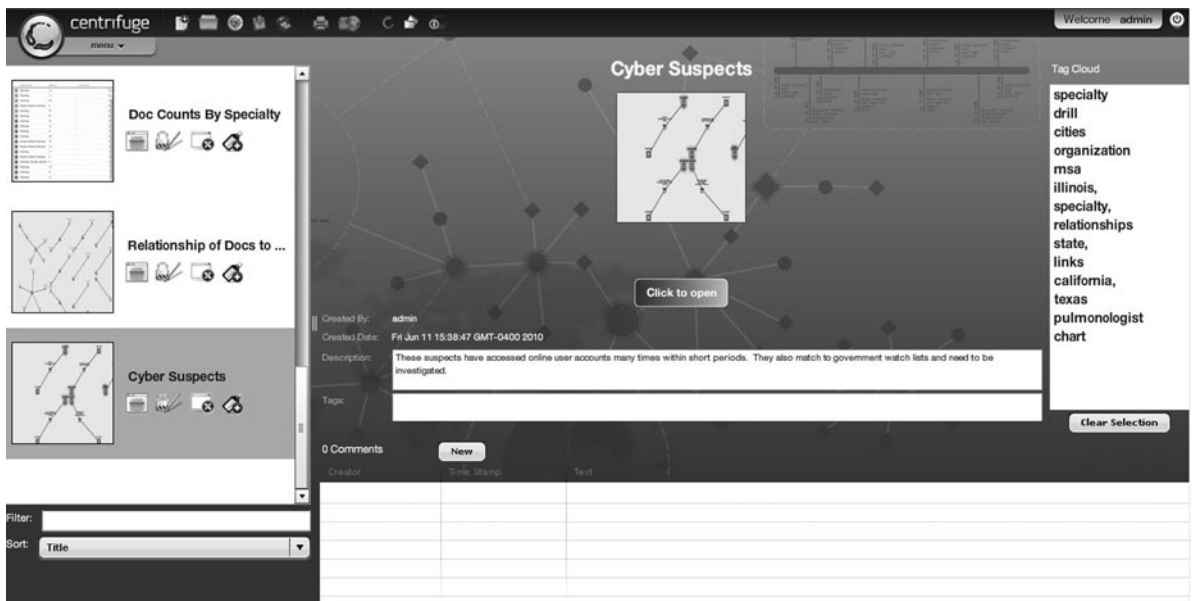 centrifuge
menu
Welcome admin
Doc Counts By Specialty
Relationship of Docs to ...
Cyber Suspects
Filter:
Sort:
Title
Cyber Suspects
Click to open
Created By:
admin
Created Date:
Fri Jun 11 15:38:47 GMT-0400 2010
Description:
These suspects have accessed online user accounts many times within short periods. They also match to government watch lists and need to be
investigated.
Tags:
0 Comments
New
Creator
Time Stamp
Text
Tag Cloud
specialty
drill
cities
organization
msa
illinois,
specialty,
relationships
state,
links
california,
texas
pulmonologist
chart
Clear Selection